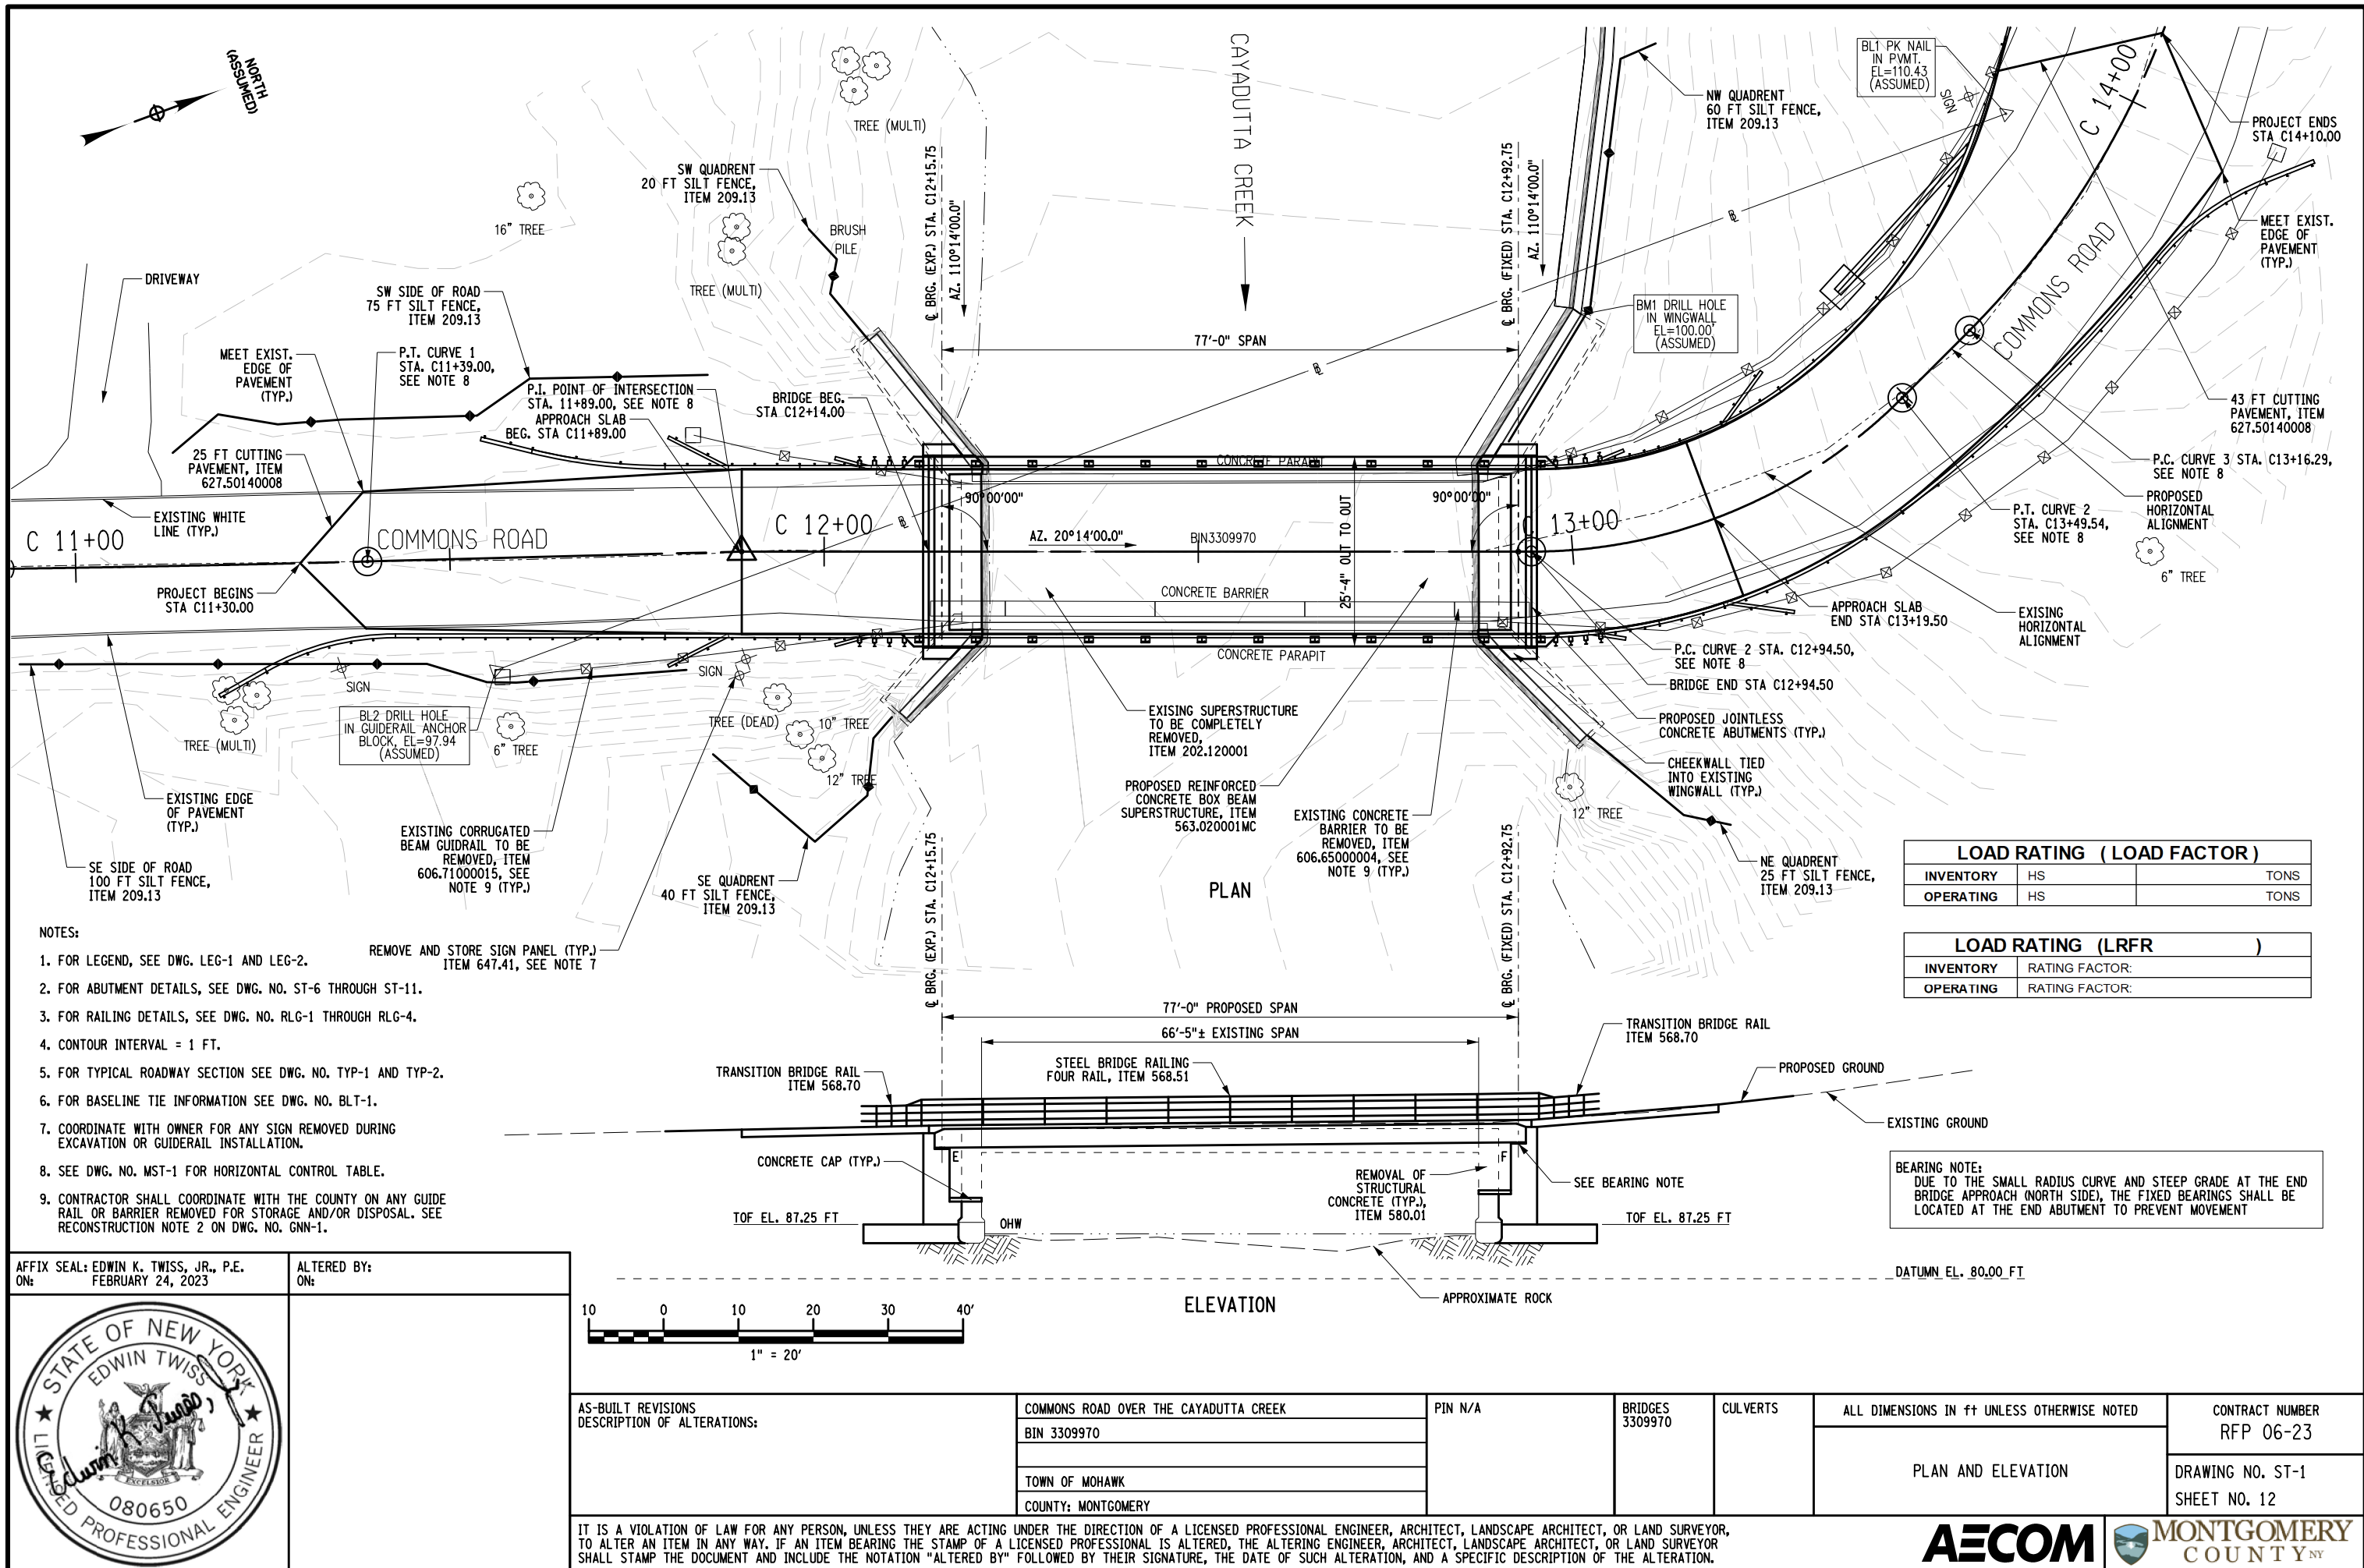 NORTH
(ASSUMED)
TREE (MULTI)
16" TREE
SW QUADRENT
20 FT SILT FENCE,
ITEM 209.13
BRUSH
PILE
TREE (MULTI)
DRIVEWAY
SW SIDE OF ROAD
75 FT SILT FENCE,
ITEM 209.13
MEET EXIST.
EDGE OF
PAVEMENT
(TYP.)
P.T. CURVE 1
STA. C11+39.00,
SEE NOTE 8
P.I. POINT OF INTERSECTION
STA. 11+89.00, SEE NOTE 8
APPROACH SLAB
BEG. STA C11+89.00
BRIDGE BEG.
STA C12+14.00
25 FT CUTTING
PAVEMENT, ITEM
627.50140008
EXISTING WHITE
LINE (TYP.)
C 11+00
COMMONS ROAD
C 12+00
PROJECT BEGINS
STA C11+30.00
℄ BRG. (EXP.) STA. C12+15.75
AZ. 110°14'00.0"
CAYADUTTA CREEK
77'-0" SPAN
℄ BRG. (FIXED) STA. C12+92.75
AZ. 110°14'00.0"
NW QUADRENT
60 FT SILT FENCE,
ITEM 209.13
BL1 PK NAIL
IN PVMT.
EL=110.43
(ASSUMED)
SIGN
C 14+00
PROJECT ENDS
STA C14+10.00
MEET EXIST.
EDGE OF
PAVEMENT
(TYP.)
BM1 DRILL HOLE
IN WINGWALL
EL=100.00'
(ASSUMED)
COMMONS ROAD
43 FT CUTTING
PAVEMENT, ITEM
627.50140008
P.C. CURVE 3 STA. C13+16.29,
SEE NOTE 8
PROPOSED
HORIZONTAL
ALIGNMENT
P.T. CURVE 2
STA. C13+49.54,
SEE NOTE 8
6" TREE
CONCRETE PARAPIT
90°00'00"
90°00'00"
AZ. 20°14'00.0"
BIN3309970
25'-4" OUT TO OUT
C 13+00
CONCRETE BARRIER
CONCRETE PARAPIT
APPROACH SLAB
END STA C13+19.50
EXISING
HORIZONTAL
ALIGNMENT
P.C. CURVE 2 STA. C12+94.50,
SEE NOTE 8
BRIDGE END STA C12+94.50
PROPOSED JOINTLESS
CONCRETE ABUTMENTS (TYP.)
CHEEKWALL TIED
INTO EXISTING
WINGWALL (TYP.)
12" TREE
NE QUADRENT
25 FT SILT FENCE,
ITEM 209.13
SIGN
SIGN
TREE (MULTI)
BL2 DRILL HOLE
IN GUIDERAIL ANCHOR
BLOCK, EL=97.94
(ASSUMED)
6" TREE
TREE (DEAD)
10" TREE
12" TREE
EXISTING EDGE
OF PAVEMENT
(TYP.)
EXISTING CORRUGATED
BEAM GUIDRAIL TO BE
REMOVED, ITEM
606.71000015, SEE
NOTE 9 (TYP.)
SE SIDE OF ROAD
100 FT SILT FENCE,
ITEM 209.13
SE QUADRENT
40 FT SILT FENCE,
ITEM 209.13
REMOVE AND STORE SIGN PANEL (TYP.)
ITEM 647.41, SEE NOTE 7
EXISING SUPERSTRUCTURE
TO BE COMPLETELY
REMOVED,
ITEM 202.120001
PROPOSED REINFORCED
CONCRETE BOX BEAM
SUPERSTRUCTURE, ITEM
563.020001MC
EXISTING CONCRETE
BARRIER TO BE
REMOVED, ITEM
606.65000004, SEE
NOTE 9 (TYP.)
PLAN
LOAD RATING ( LOAD FACTOR )
INVENTORY HS TONS
OPERATING HS TONS
LOAD RATING (LRFR )
INVENTORY RATING FACTOR:
OPERATING RATING FACTOR:
NOTES:
1. FOR LEGEND, SEE DWG. LEG-1 AND LEG-2.
2. FOR ABUTMENT DETAILS, SEE DWG. NO. ST-6 THROUGH ST-11.
3. FOR RAILING DETAILS, SEE DWG. NO. RLG-1 THROUGH RLG-4.
4. CONTOUR INTERVAL = 1 FT.
5. FOR TYPICAL ROADWAY SECTION SEE DWG. NO. TYP-1 AND TYP-2.
6. FOR BASELINE TIE INFORMATION SEE DWG. NO. BLT-1.
7. COORDINATE WITH OWNER FOR ANY SIGN REMOVED DURING
EXCAVATION OR GUIDERAIL INSTALLATION.
8. SEE DWG. NO. MST-1 FOR HORIZONTAL CONTROL TABLE.
9. CONTRACTOR SHALL COORDINATE WITH THE COUNTY ON ANY GUIDE
RAIL OR BARRIER REMOVED FOR STORAGE AND/OR DISPOSAL. SEE
RECONSTRUCTION NOTE 2 ON DWG. NO. GNN-1.
℄ BRG. (EXP.) STA. C12+15.75
℄ BRG. (FIXED) STA. C12+92.75
77'-0" PROPOSED SPAN
66'-5"± EXISTING SPAN
TRANSITION BRIDGE RAIL
ITEM 568.70
STEEL BRIDGE RAILING
FOUR RAIL, ITEM 568.51
TRANSITION BRIDGE RAIL
ITEM 568.70
PROPOSED GROUND
EXISTING GROUND
CONCRETE CAP (TYP.)
E
F
REMOVAL OF
STRUCTURAL
CONCRETE (TYP.),
ITEM 580.01
SEE BEARING NOTE
TOF EL. 87.25 FT
OHW
TOF EL. 87.25 FT
BEARING NOTE:
DUE TO THE SMALL RADIUS CURVE AND STEEP GRADE AT THE END
BRIDGE APPROACH (NORTH SIDE), THE FIXED BEARINGS SHALL BE
LOCATED AT THE END ABUTMENT TO PREVENT MOVEMENT
DATUMN EL. 80.00 FT
APPROXIMATE ROCK
ELEVATION
10 0 10 20 30 40'
1" = 20'
AFFIX SEAL: EDWIN K. TWISS, JR., P.E.
ON: FEBRUARY 24, 2023
ALTERED BY:
ON:
STATE OF NEW YORK
EDWIN TWISS
EXCELSIOR
080650
LICENSED PROFESSIONAL ENGINEER
AS-BUILT REVISIONS
DESCRIPTION OF ALTERATIONS:
COMMONS ROAD OVER THE CAYADUTTA CREEK
BIN 3309970
TOWN OF MOHAWK
COUNTY: MONTGOMERY
PIN N/A
BRIDGES
3309970
CULVERTS
ALL DIMENSIONS IN ft UNLESS OTHERWISE NOTED
PLAN AND ELEVATION
CONTRACT NUMBER
RFP 06-23
DRAWING NO. ST-1
SHEET NO. 12
IT IS A VIOLATION OF LAW FOR ANY PERSON, UNLESS THEY ARE ACTING UNDER THE DIRECTION OF A LICENSED PROFESSIONAL ENGINEER, ARCHITECT, LANDSCAPE ARCHITECT, OR LAND SURVEYOR,
TO ALTER AN ITEM IN ANY WAY. IF AN ITEM BEARING THE STAMP OF A LICENSED PROFESSIONAL IS ALTERED, THE ALTERING ENGINEER, ARCHITECT, LANDSCAPE ARCHITECT, OR LAND SURVEYOR
SHALL STAMP THE DOCUMENT AND INCLUDE THE NOTATION "ALTERED BY" FOLLOWED BY THEIR SIGNATURE, THE DATE OF SUCH ALTERATION, AND A SPECIFIC DESCRIPTION OF THE ALTERATION.
AECOM
MONTGOMERY
COUNTY NY